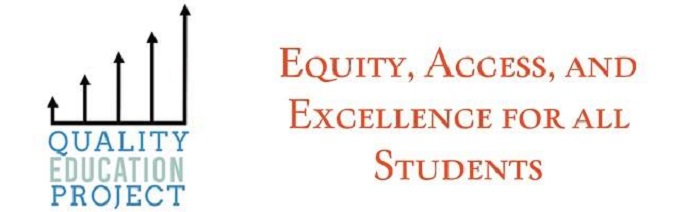 QUALITY
EDUCATION
PROJECT
Equity, Access, and
Excellence for all
Students